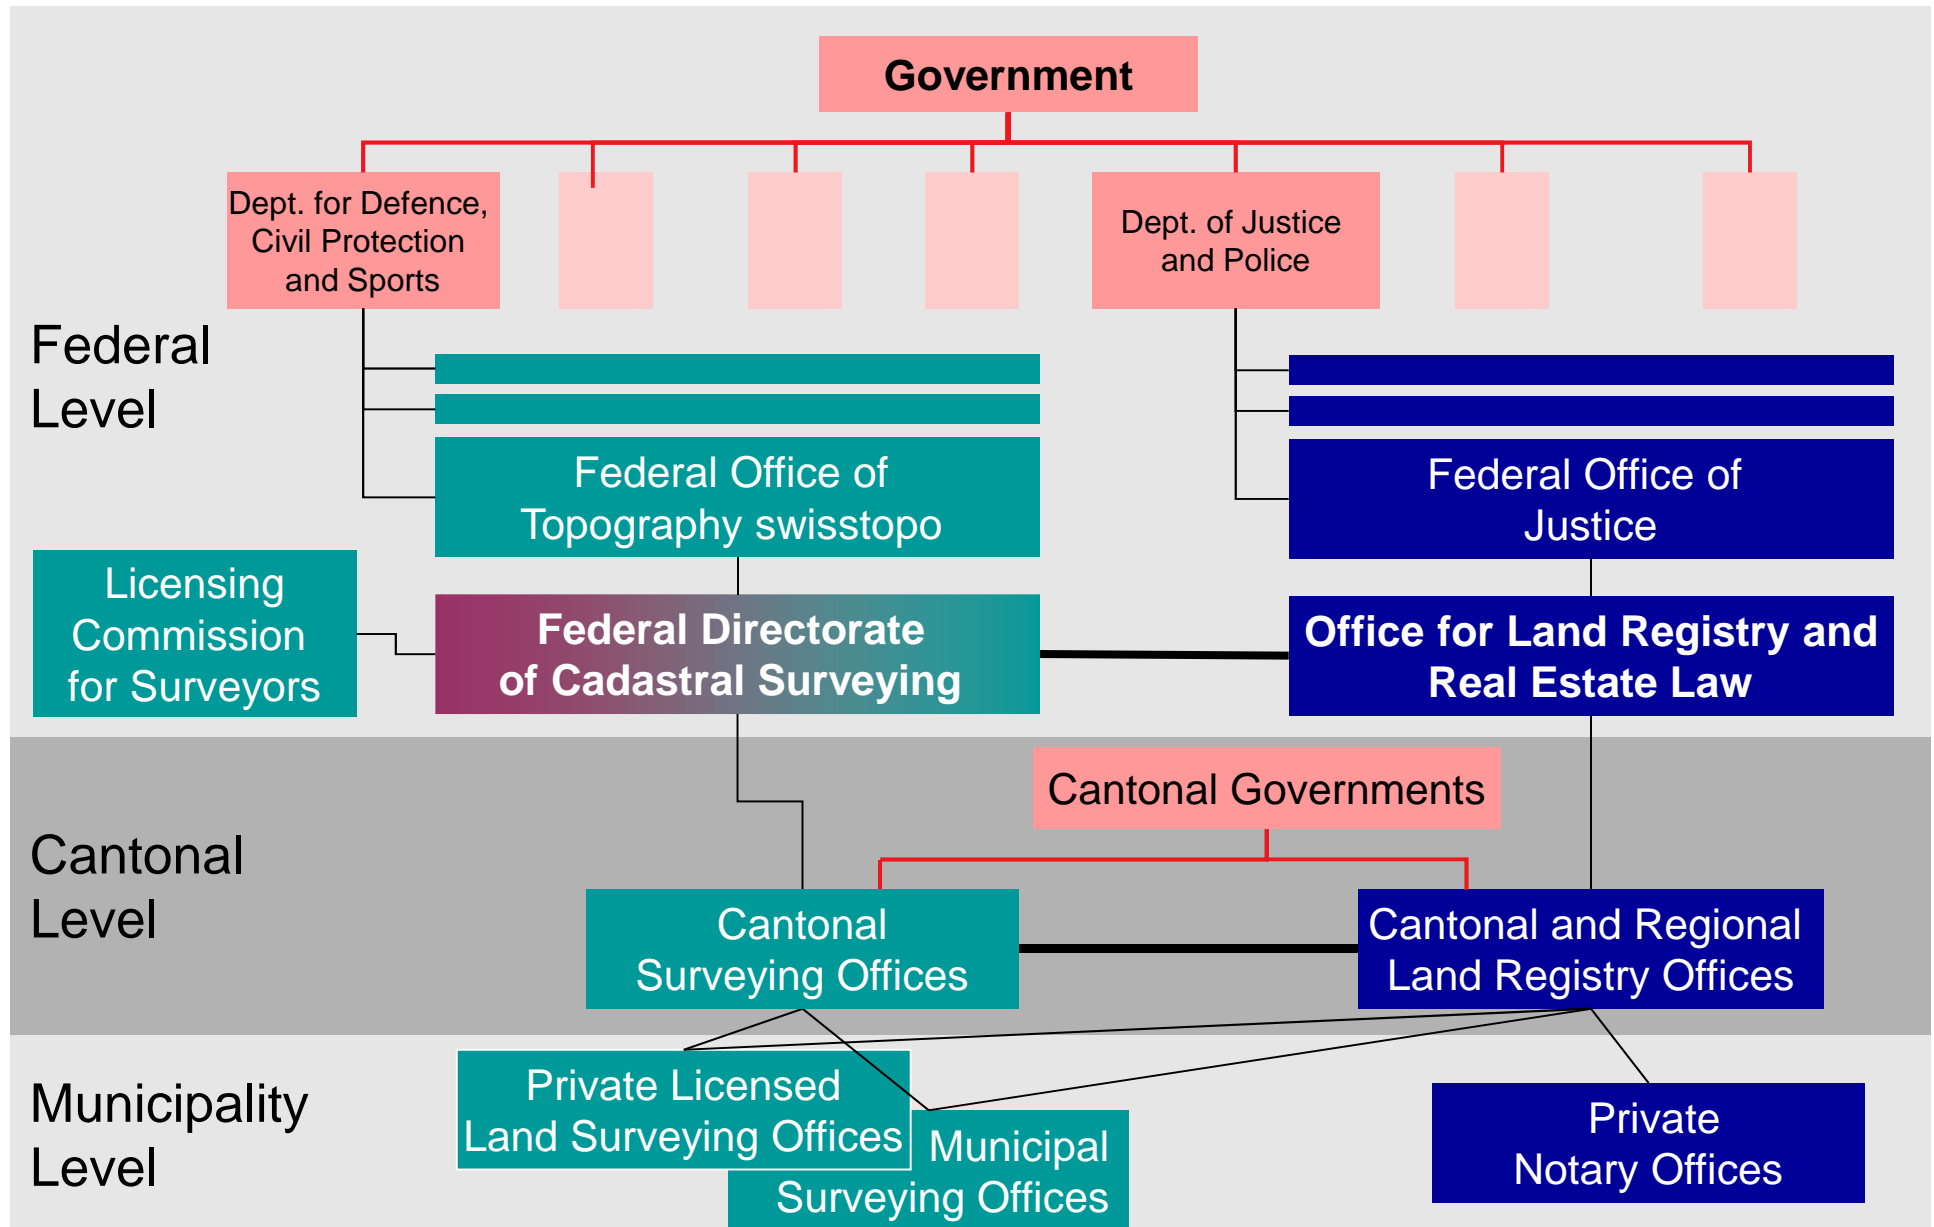 Government
Dept. for Defence,
Civil Protection
and Sports
Dept. of Justice
and Police
Federal
Level
Federal Office of
Topography swisstopo
Federal Office of
Justice
Licensing
Commission
for Surveyors
Federal Directorate
of Cadastral Surveying
Office for Land Registry and
Real Estate Law
Cantonal Governments
Cantonal
Level
Cantonal
Surveying Offices
Cantonal and Regional
Land Registry Offices
Municipality
Level
Private Licensed
Land Surveying Offices
Municipal
Surveying Offices
Private
Notary Offices